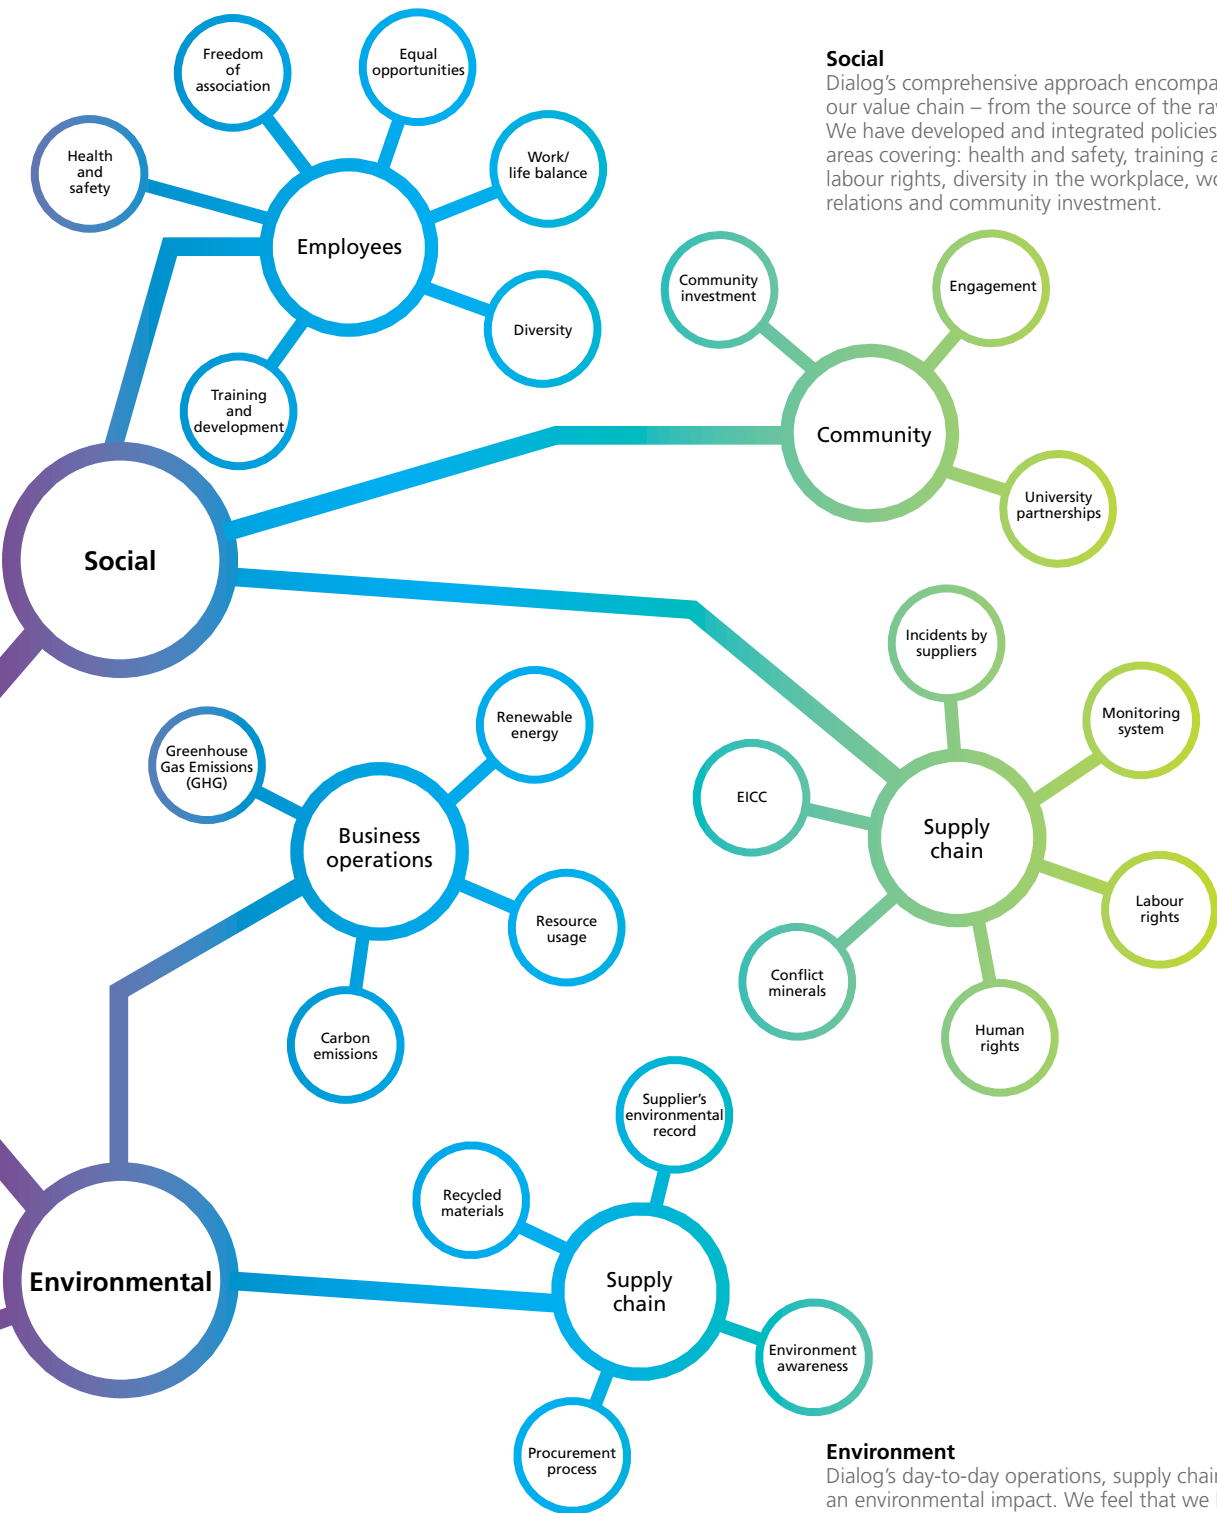 Social
Dialog’s comprehensive approach encompa
our value chain – from the source of the ra
We have developed and integrated policies
areas covering: health and safety, training a
labour rights, diversity in the workplace, wo
relations and community investment.
Freedom
of
association
Equal
opportunities
Health
and
safety
Work/
life balance
Employees
Diversity
Training
and
development
Community
investment
Engagement
Community
University
partnerships
Social
Incidents by
suppliers
Monitoring
system
EICC
Supply
chain
Labour
rights
Conflict
minerals
Human
rights
Renewable
energy
Greenhouse
Gas Emissions
(GHG)
Business
operations
Resource
usage
Carbon
emissions
Supplier’s
environmental
record
Recycled
materials
Environmental
Supply
chain
Environment
awareness
Procurement
process
Environment
Dialog’s day-to-day operations, supply chai
an environmental impact. We feel that we